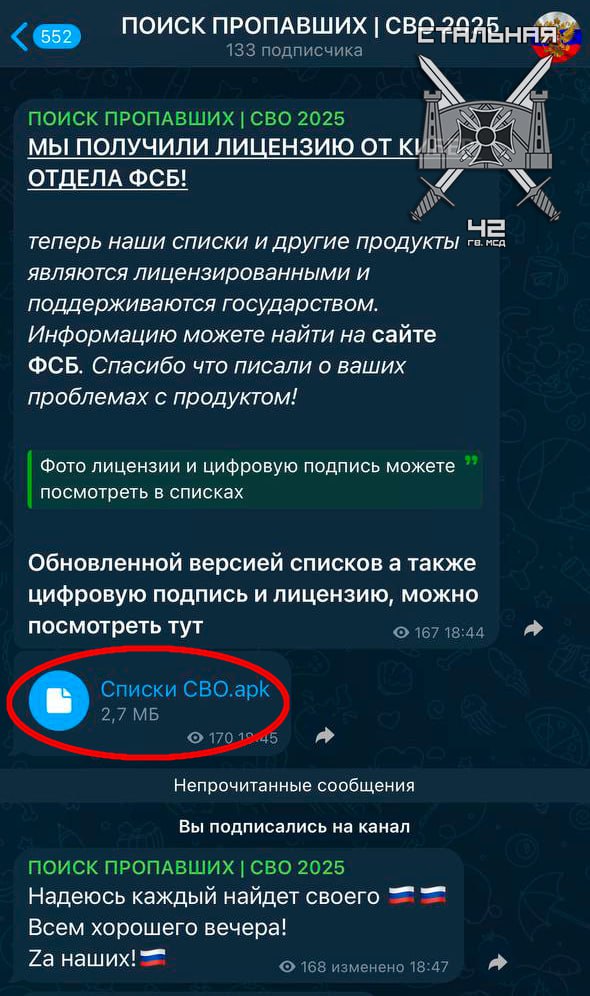 552
ПОИСК ПРОПАВШИХ | СВО 2025
133 подписчика
СТАЛЬНАЯ
42
ГВ. МСД
ПОИСК ПРОПАВШИХ | СВО 2025
МЫ ПОЛУЧИЛИ ЛИЦЕНЗИЮ ОТ
ОТДЕЛА ФСБ!
теперь наши списки и другие продукты
являются лицензированными и
поддерживаются государством.
Информацию можете найти на сайте
ФСБ. Спасибо что писали о ваших
проблемах с продуктом!
Фото лицензии и цифровую подпись можете
посмотреть в списках
Обновленной версией списков а также
цифровую подпись и лицензию, можно
посмотреть тут
167 18:44
Списки СВО.apk
2,7 МБ
170 18:45
Непрочитанные сообщения
Вы подписались на канал
ПОИСК ПРОПАВШИХ | СВО 2025
Надеюсь каждый найдет своего 🇷🇺 🇷🇺
Всем хорошего вечера!
Zа наших!🇷🇺
168 изменено 18:47